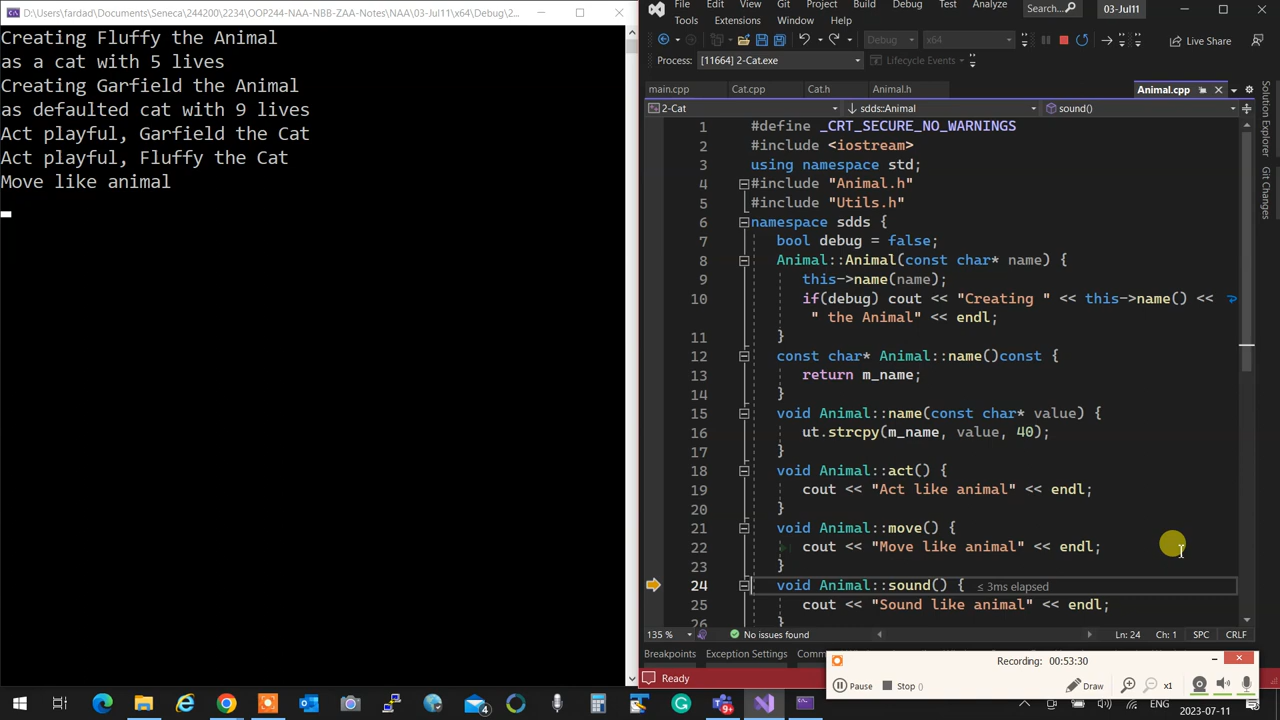 D:\Users\fardad\Documents\Seneca\244200\2234\OOP244-NAA-NBB-ZAA-Notes\NAA\03-Jul11\x64\Debug\2...
Creating Fluffy the Animal
as a cat with 5 lives
Creating Garfield the Animal
as defaulted cat with 9 lives
Act playful, Garfield the Cat
Act playful, Fluffy the Cat
Move like animal
File Edit View Git Project Build Debug Test Analyze Search... 03-Jul11
Tools Extensions Window Help
Debug x64 Live Share
Process: [11664] 2-Cat.exe Lifecycle Events
main.cpp Cat.cpp Cat.h Animal.h Animal.cpp
2-Cat sdds::Animal sound()
Solution Explorer
Git Changes
1 #define _CRT_SECURE_NO_WARNINGS
2 #include <iostream>
3 using namespace std;
4 #include "Animal.h"
5 #include "Utils.h"
6 namespace sdds {
7 bool debug = false;
8 Animal::Animal(const char* name) {
9 this->name(name);
10 if(debug) cout << "Creating " << this->name() <<
" the Animal" << endl;
11 }
12 const char* Animal::name()const {
13 return m_name;
14 }
15 void Animal::name(const char* value) {
16 ut.strcpy(m_name, value, 40);
17 }
18 void Animal::act() {
19 cout << "Act like animal" << endl;
20 }
21 void Animal::move() {
22 cout << "Move like animal" << endl;
23 }
24 void Animal::sound() { ≤ 3ms elapsed
25 cout << "Sound like animal" << endl;
26 }
135 % No issues found Ln: 24 Ch: 1 SPC CRLF
Breakpoints Exception Settings Comm
Ready
Recording: 00:53:30
Pause Stop Draw x1
4
9+
ENG 2023-07-11